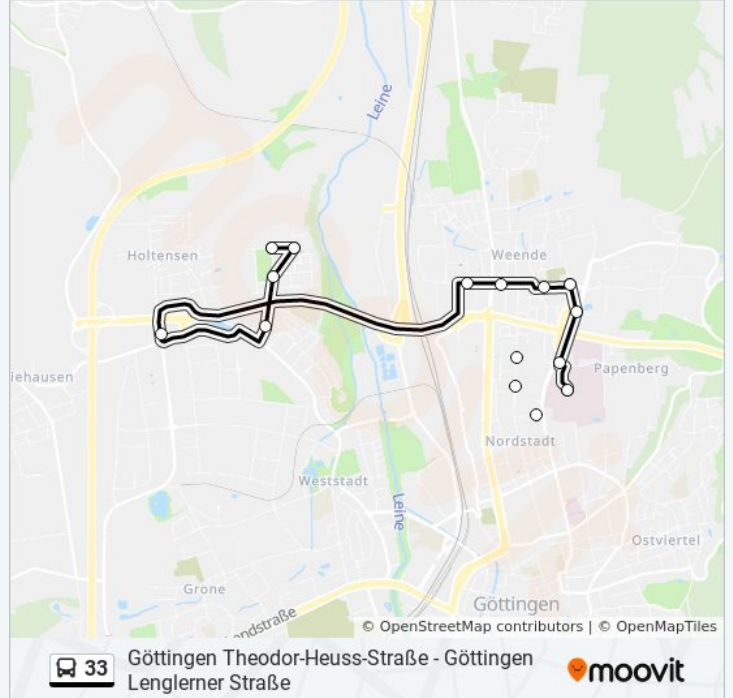 Leine
Holtensen
Weende
iehausen
Papenberg
Nordstadt
Weststadt
Leine
Ostviertel
Grone
Göttingen
ndstraße
© OpenStreetMap contributors | © OpenMapTiles
33
Göttingen Theodor-Heuss-Straße - Göttingen
Lenglerner Straße
moovit